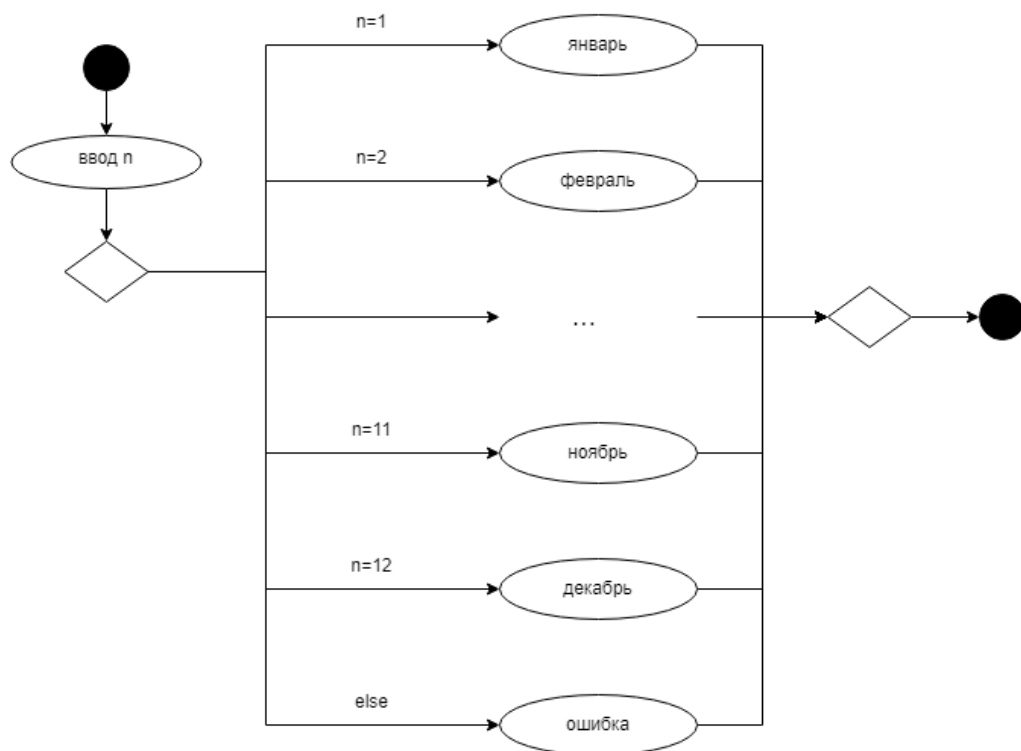 n=1
январь
ввод n
n=2
февраль
...
n=11
ноябрь
n=12
декабрь
else
ошибка